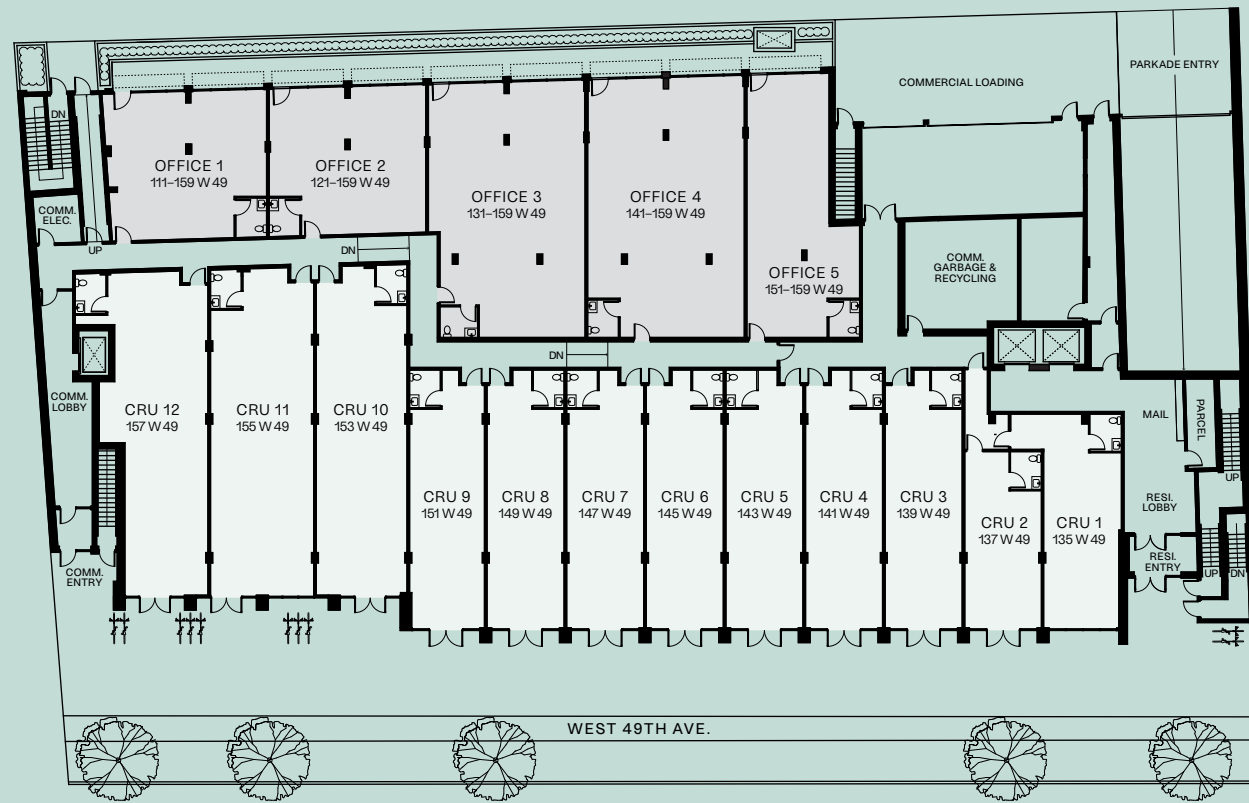 PARKADE ENTRY
COMMERCIAL LOADING
DN
OFFICE 1
111–159 W 49
OFFICE 2
121–159 W 49
OFFICE 3
131–159 W 49
OFFICE 4
141–159 W 49
OFFICE 5
151–159 W 49
COMM.
ELEC.
UP
DN
COMM.
GARBAGE &
RECYCLING
DN
COMM.
LOBBY
CRU 12
157 W 49
CRU 11
155 W 49
CRU 10
153 W 49
CRU 9
151 W 49
CRU 8
149 W 49
CRU 7
147 W 49
CRU 6
145 W 49
CRU 5
143 W 49
CRU 4
141 W 49
CRU 3
139 W 49
CRU 2
137 W 49
CRU 1
135 W 49
MAIL
PARCEL
UP
RESI.
LOBBY
RESI.
ENTRY
UP
DN
COMM.
ENTRY
WEST 49TH AVE.